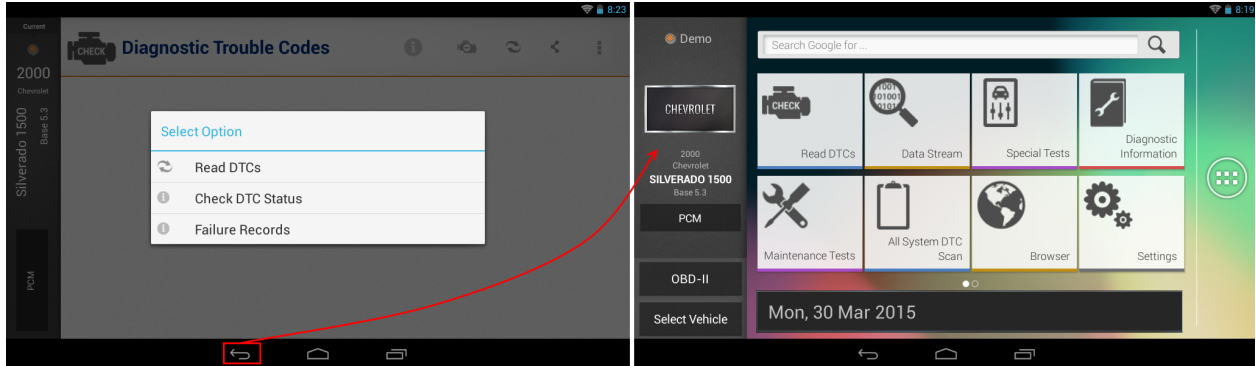 8:23
Current
2000
Chevrolet
Silverado 1500
Base 5.3
PCM
CHECK
Diagnostic Trouble Codes
Select Option
Read DTCs
Check DTC Status
Failure Records
8:19
Demo
CHEVROLET
2000
Chevrolet
SILVERADO 1500
Base 5.3
PCM
OBD-II
Select Vehicle
Search Google for ...
CHECK
Read DTCs
Data Stream
Special Tests
Diagnostic
Information
Maintenance Tests
All System DTC
Scan
Browser
Settings
Mon, 30 Mar 2015